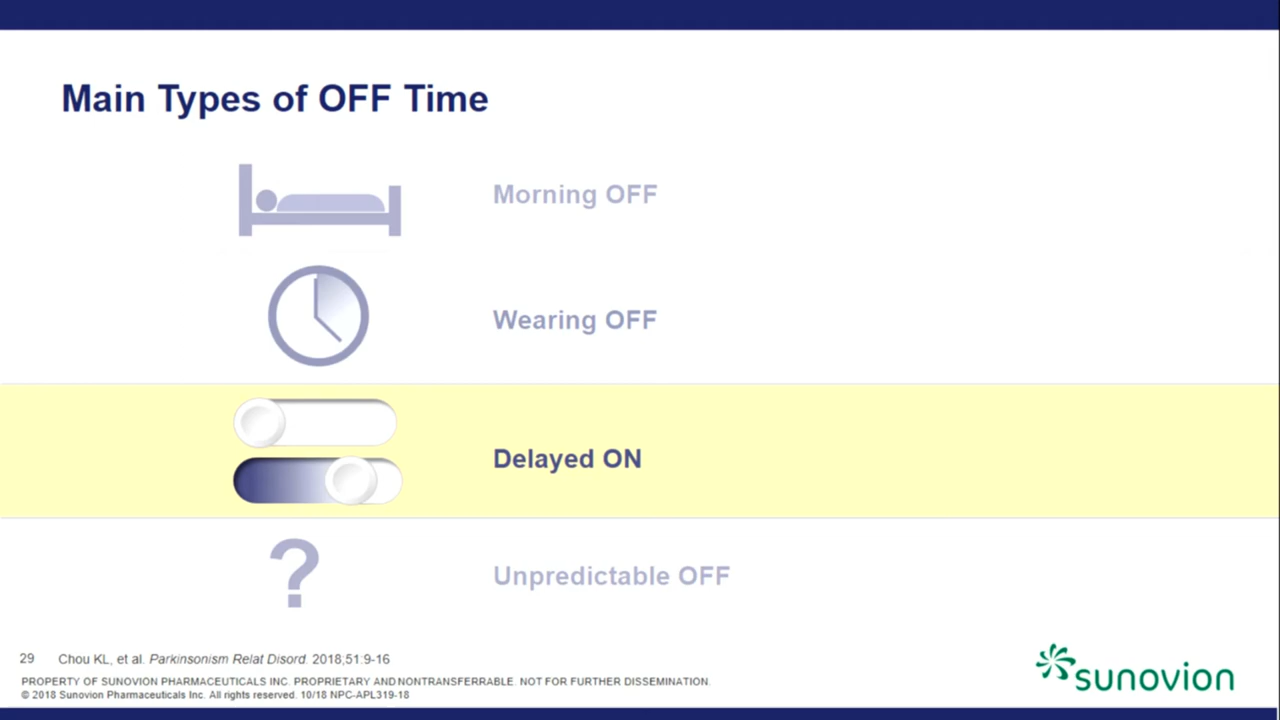 Main Types of OFF Time
Morning OFF
Wearing OFF
Delayed ON
?
Unpredictable OFF
29 Chou KL, et al. Parkinsonism Relat Disord. 2018;51:9-16
PROPERTY OF SUNOVION PHARMACEUTICALS INC. PROPRIETARY AND NONTRANSFERRABLE. NOT FOR FURTHER DISSEMINATION.
© 2018 Sunovion Pharmaceuticals Inc. All rights reserved. 10/18 NPC-APL319-18
sunovion